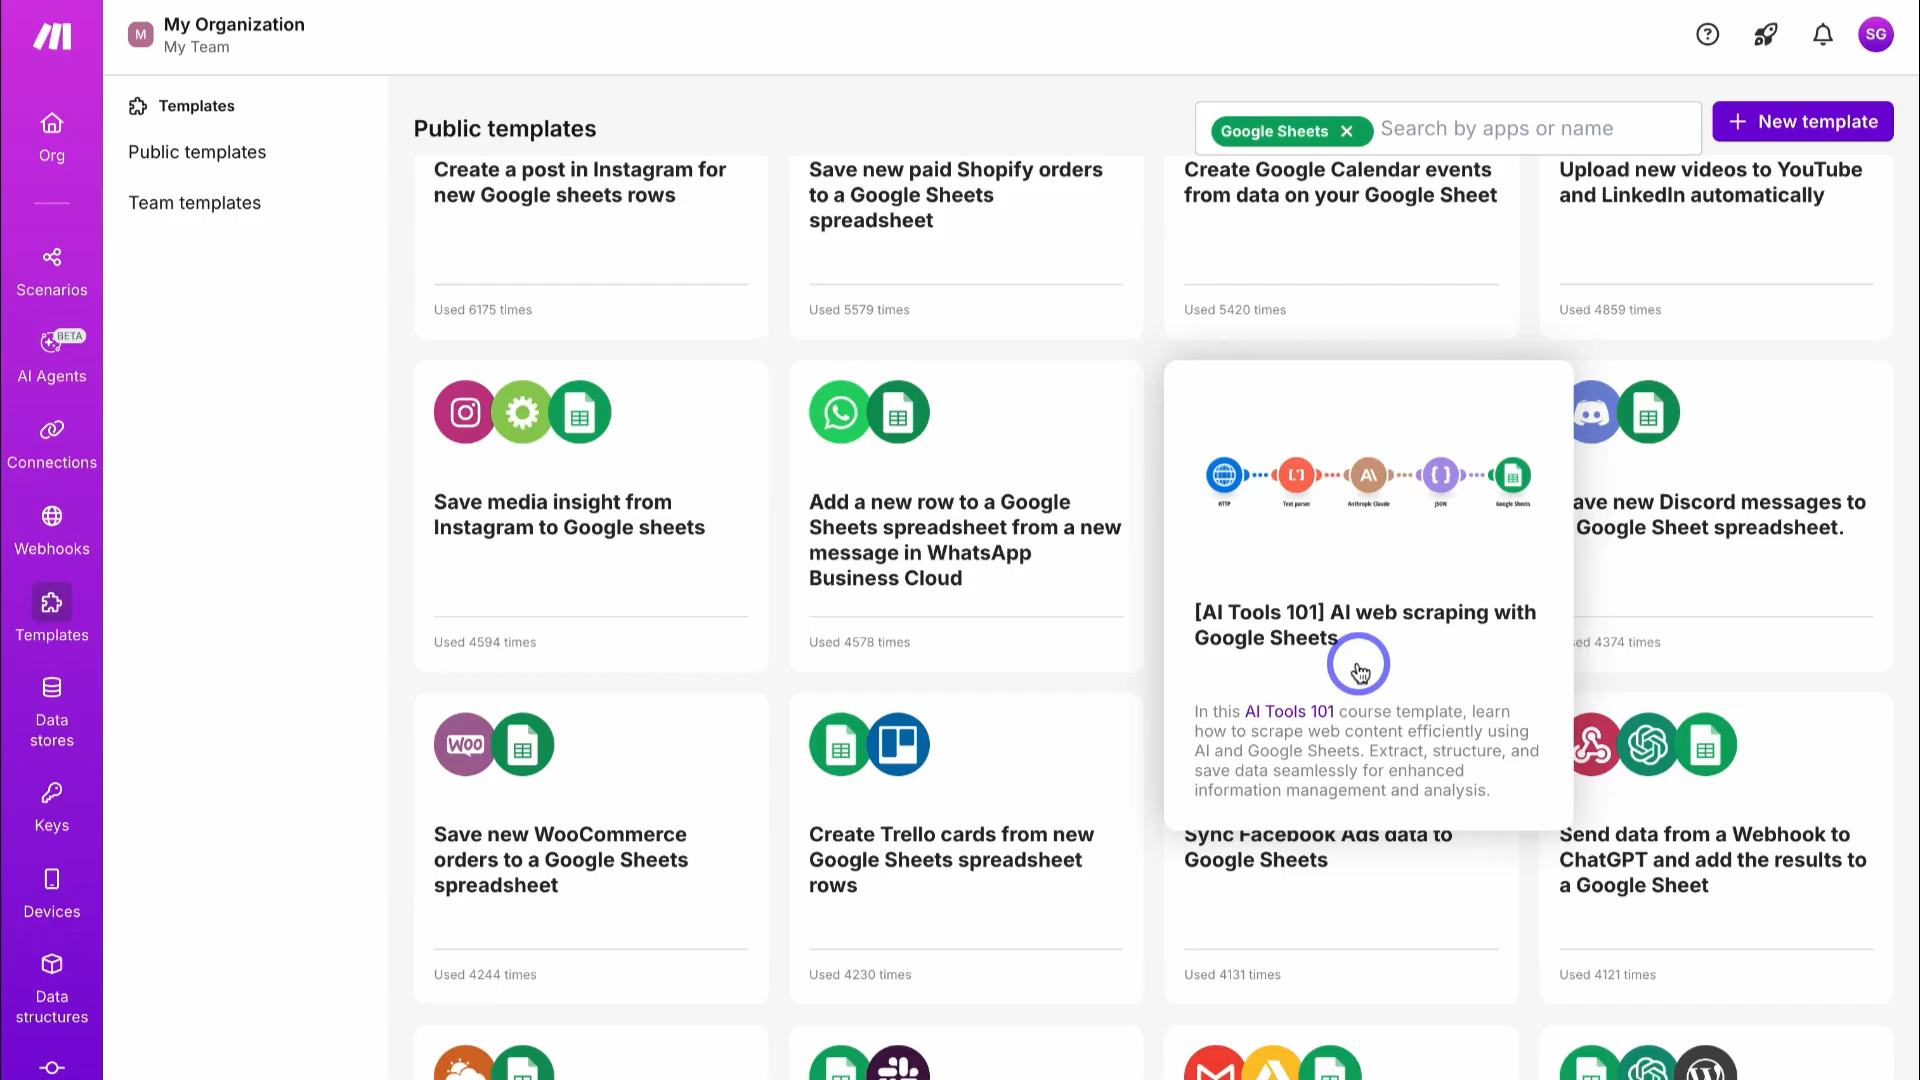 M
My Organization
My Team
SG
Org
Scenarios
BETA
AI Agents
Connections
Webhooks
Templates
Data
stores
Keys
Devices
Data
structures
Templates
Public templates
Team templates
Public templates
Google Sheets
Search by apps or name
New template
Create a post in Instagram for
new Google sheets rows
Used 6175 times
Save new paid Shopify orders
to a Google Sheets
spreadsheet
Used 5579 times
Create Google Calendar events
from data on your Google Sheet
Used 5420 times
Upload new videos to YouTube
and LinkedIn automatically
Used 4859 times
Save media insight from
Instagram to Google sheets
Used 4594 times
Add a new row to a Google
Sheets spreadsheet from a new
message in WhatsApp
Business Cloud
Used 4578 times
HTTP
Text parser
Anthropic Claude
JSON
Google Sheets
[AI Tools 101] AI web scraping with
Google Sheets
In this AI Tools 101 course template, learn
how to scrape web content efficiently using
AI and Google Sheets. Extract, structure, and
save data seamlessly for enhanced
information management and analysis.
ave new Discord messages to
Google Sheet spreadsheet.
ed 4374 times
WOO
Save new WooCommerce
orders to a Google Sheets
spreadsheet
Used 4244 times
Create Trello cards from new
Google Sheets spreadsheet
rows
Used 4230 times
Sync Facebook Ads data to
Google Sheets
Used 4131 times
Send data from a Webhook to
ChatGPT and add the results to
a Google Sheet
Used 4121 times